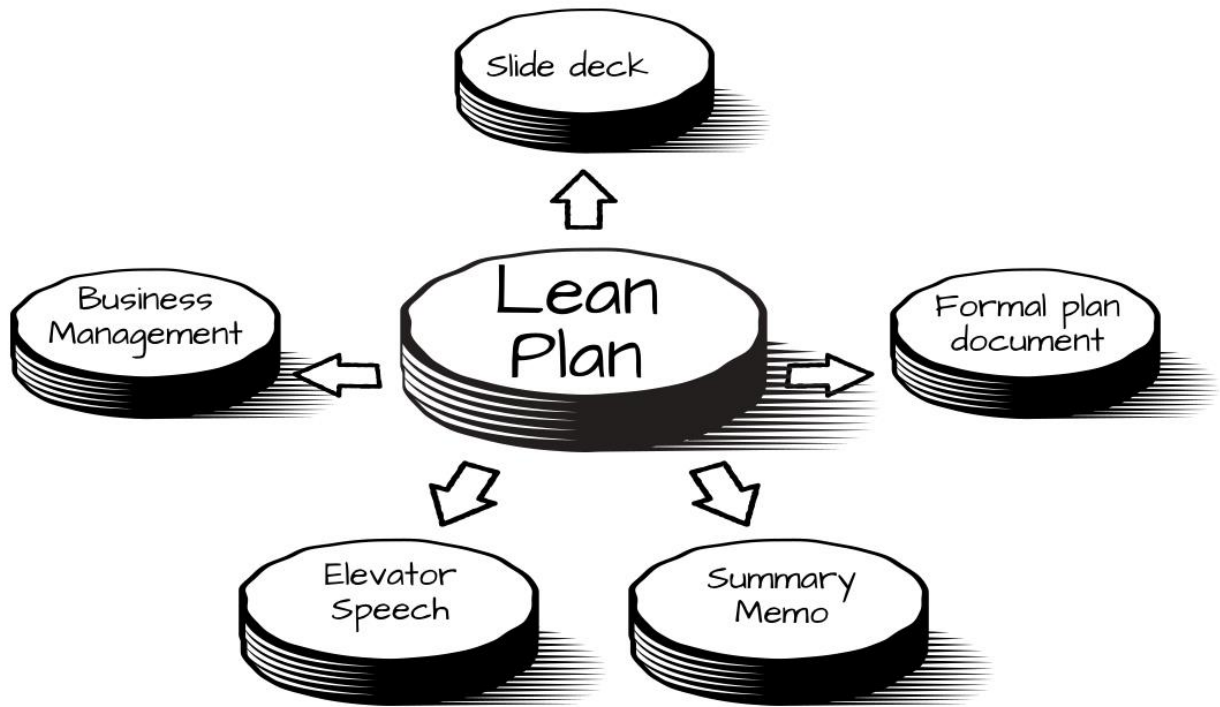 Slide deck
Lean
Plan
Business
Management
Formal plan
document
Elevator
Speech
Summary
Memo